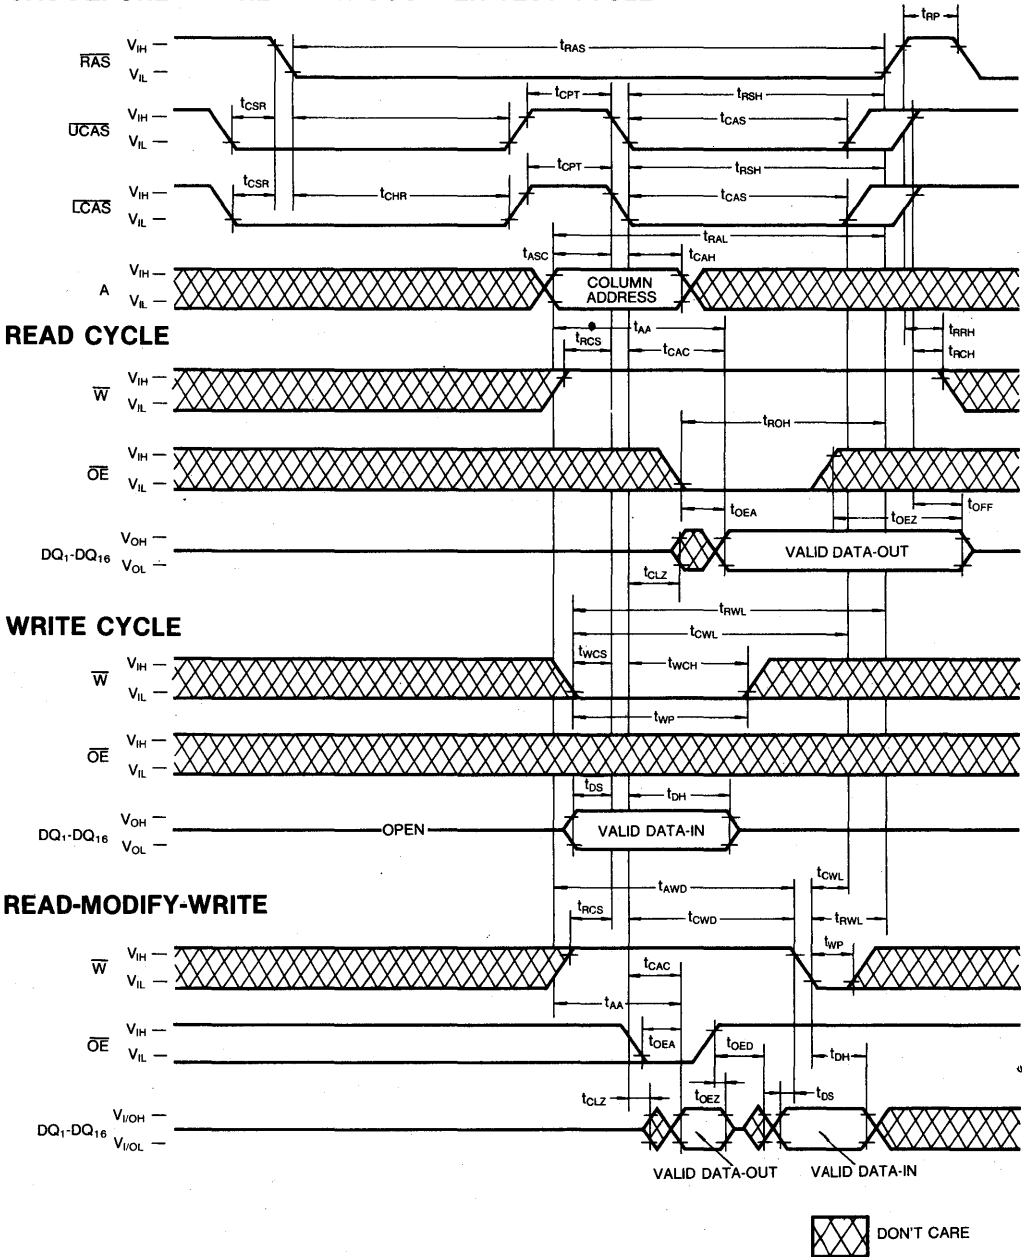 tRP
RAS
VIH
VIL
tRAS
UCAS
VIH
VIL
tCSR
tCPT
tRSH
tCAS
LCAS
VIH
VIL
tCSR
tCHR
tCPT
tRSH
tCAS
tRAL
tASC
tCAH
A
VIH
VIL
COLUMN
ADDRESS
READ CYCLE
tAA
tRRH
tRCS
tCAC
tRCH
W
VIH
VIL
tROH
OE
VIH
VIL
tOEA
tOEZ
tOFF
DQ1-DQ16
VOH
VOL
VALID DATA-OUT
tCLZ
tRWL
WRITE CYCLE
tCWL
tWCS
tWCH
W
VIH
VIL
tWP
OE
VIH
VIL
tDS
tDH
DQ1-DQ16
VOH
VOL
OPEN
VALID DATA-IN
tAWD
tCWL
READ-MODIFY-WRITE
tRCS
tCWD
tRWL
tWP
W
VIH
VIL
tCAC
tAA
OE
VIH
VIL
tOEA
tOED
tDH
tCLZ
tOEZ
tDS
DQ1-DQ16
VI/OH
VI/OL
VALID DATA-OUT
VALID DATA-IN
DON'T CARE